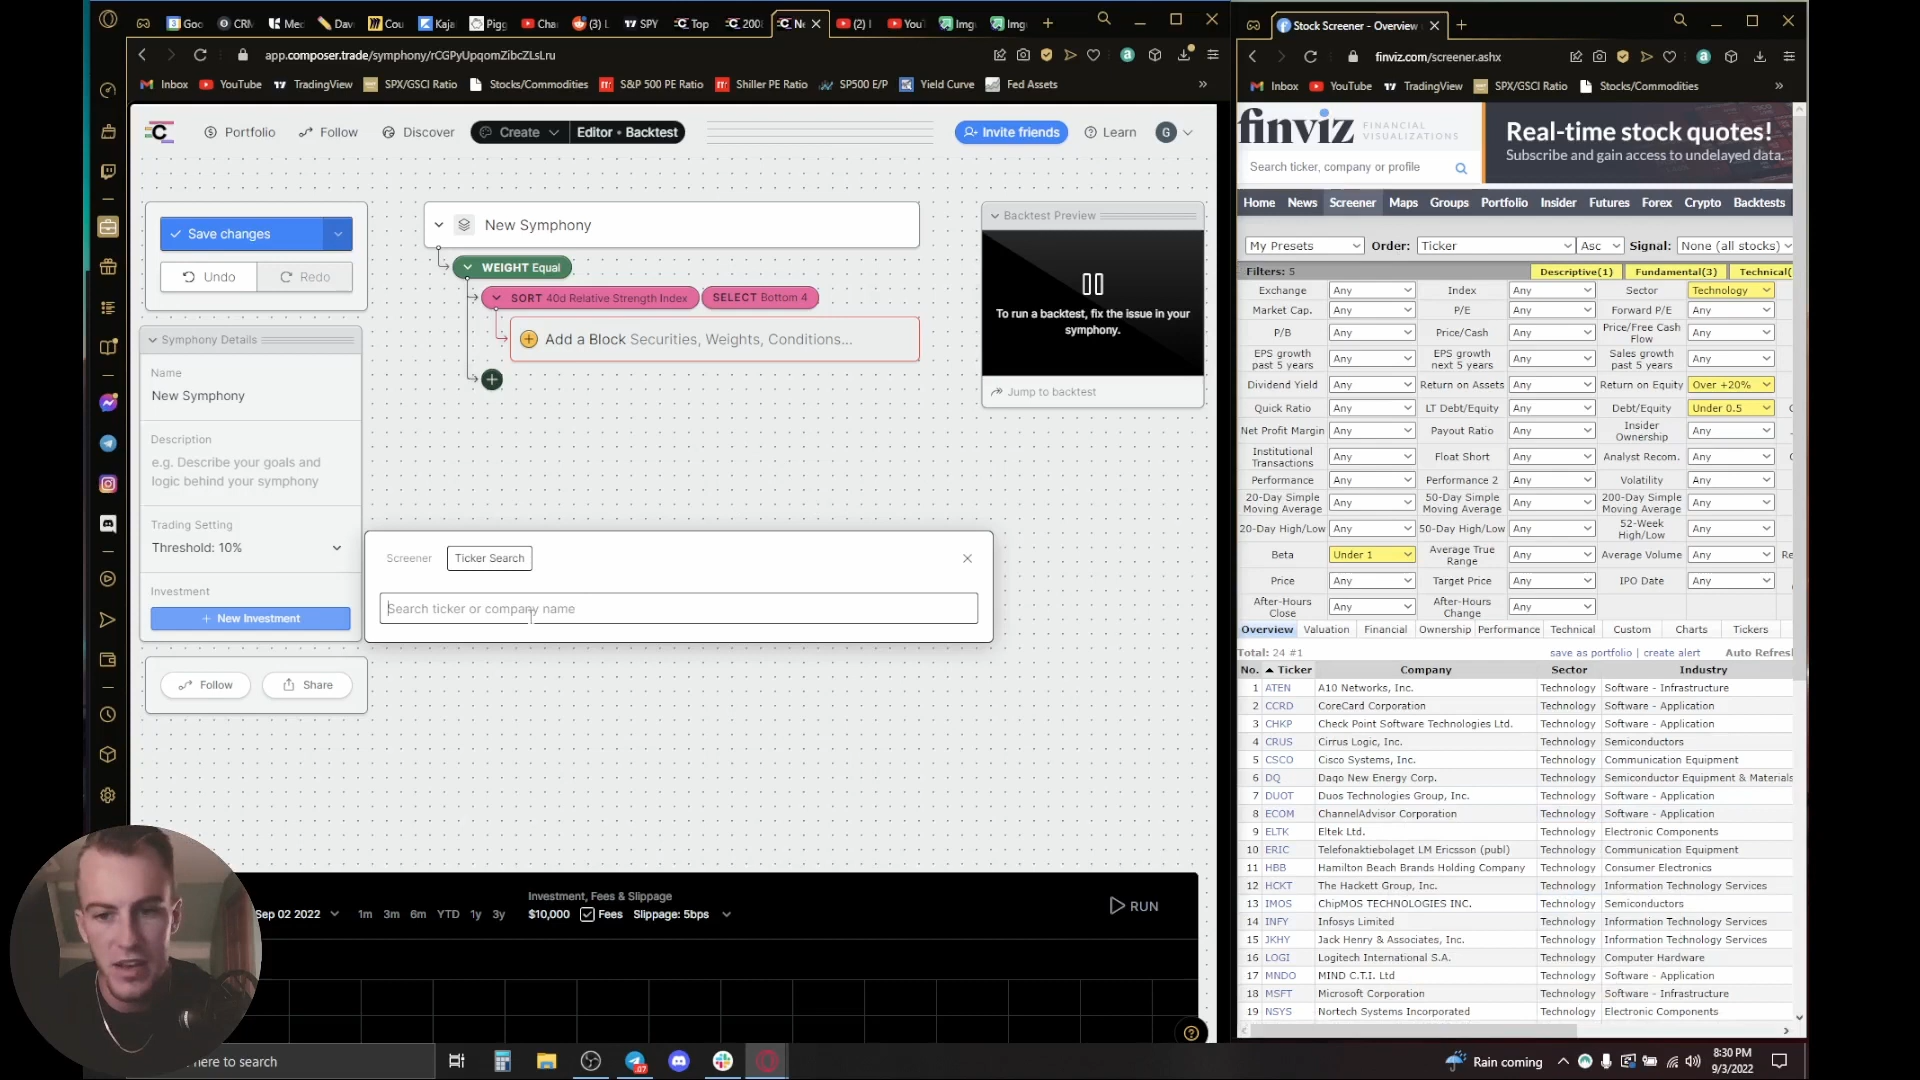 Goo
CRM
Med
Dav
Cou
Kaja
Pigg
Cha
(3) (
SPY
Top
200
Ne
(2) I
You
Img
Img
app.composer.trade/symphony/rCGPyUpqomZibcZLsLru
Inbox
YouTube
TradingView
SPX/GSCI Ratio
Stocks/Commodities
S&P 500 PE Ratio
Shiller PE Ratio
SP500 E/P
Yield Curve
Fed Assets
Portfolio
Follow
Discover
Create
Editor • Backtest
Invite friends
Learn
G
Save changes
Undo
Redo
Symphony Details
Name
New Symphony
Description
e.g. Describe your goals and
logic behind your symphony
Trading Setting
Threshold: 10%
Investment
+ New Investment
Follow
Share
New Symphony
WEIGHT Equal
SORT 40d Relative Strength Index
SELECT Bottom 4
Add a Block Securities, Weights, Conditions...
Backtest Preview
To run a backtest, fix the issue in your
symphony.
Jump to backtest
Screener
Ticker Search
Search ticker or company name
Sep 02 2022
1m 3m 6m YTD 1y 3y
Investment, Fees & Slippage
$10,000
Fees
Slippage: 5bps
RUN
here to search
Stock Screener - Overview
finviz.com/screener.ashx
Inbox
YouTube
TradingView
SPX/GSCI Ratio
Stocks/Commodities
finviz
FINANCIAL
VISUALIZATIONS
Real-time stock quotes!
Subscribe and gain access to undelayed data.
Search ticker, company or profile
Home News Screener Maps Groups Portfolio Insider Futures Forex Crypto Backtests
My Presets
Order:
Ticker
Asc
Signal:
None (all stocks)
Filters: 5
Descriptive(1)
Fundamental(3)
Technical(
Exchange Any Index Any Sector Technology
Market Cap. Any P/E Any Forward P/E Any
P/B Any Price/Cash Any Price/Free Cash Flow Any
EPS growth past 5 years Any EPS growth next 5 years Any Sales growth past 5 years Any
Dividend Yield Any Return on Assets Any Return on Equity Over +20%
Quick Ratio Any LT Debt/Equity Any Debt/Equity Under 0.5
Net Profit Margin Any Payout Ratio Any Insider Ownership Any
Institutional Transactions Any Float Short Any Analyst Recom. Any
Performance Any Performance 2 Any Volatility Any
20-Day Simple Moving Average Any 50-Day Simple Moving Average Any 200-Day Simple Moving Average Any
20-Day High/Low Any 50-Day High/Low Any 52-Week High/Low Any
Beta Under 1 Average True Range Any Average Volume Any Re
Price Any Target Price Any IPO Date Any
After-Hours Close Any After-Hours Change Any
Overview Valuation Financial Ownership Performance Technical Custom Charts Tickers
Total: 24 #1
save as portfolio | create alert
Auto Refres
No. Ticker Company Sector Industry
1 ATEN A10 Networks, Inc. Technology Software - Infrastructure
2 CCRD CoreCard Corporation Technology Software - Application
3 CHKP Check Point Software Technologies Ltd. Technology Software - Infrastructure
4 CRUS Cirrus Logic, Inc. Technology Semiconductors
5 CSCO Cisco Systems, Inc. Technology Communication Equipment
6 DQ Daqo New Energy Corp. Technology Semiconductor Equipment & Materials
7 DUOT Duos Technologies Group, Inc. Technology Software - Application
8 ECOM ChannelAdvisor Corporation Technology Software - Application
9 ELTK Eltek Ltd. Technology Electronic Components
10 ERIC Telefonaktiebolaget LM Ericsson (publ) Technology Communication Equipment
11 HBB Hamilton Beach Brands Holding Company Technology Consumer Electronics
12 HCKT The Hackett Group, Inc. Technology Information Technology Services
13 IMOS ChipMOS TECHNOLOGIES INC. Technology Semiconductors
14 INFY Infosys Limited Technology Information Technology Services
15 JKHY Jack Henry & Associates, Inc. Technology Information Technology Services
16 LOGI Logitech International S.A. Technology Computer Hardware
17 MNDO MIND C.T.I. Ltd Technology Software - Application
18 MSFT Microsoft Corporation Technology Software - Infrastructure
19 NSYS Nortech Systems Incorporated Technology Electronic Components
Rain coming
8:30 PM
9/3/2022